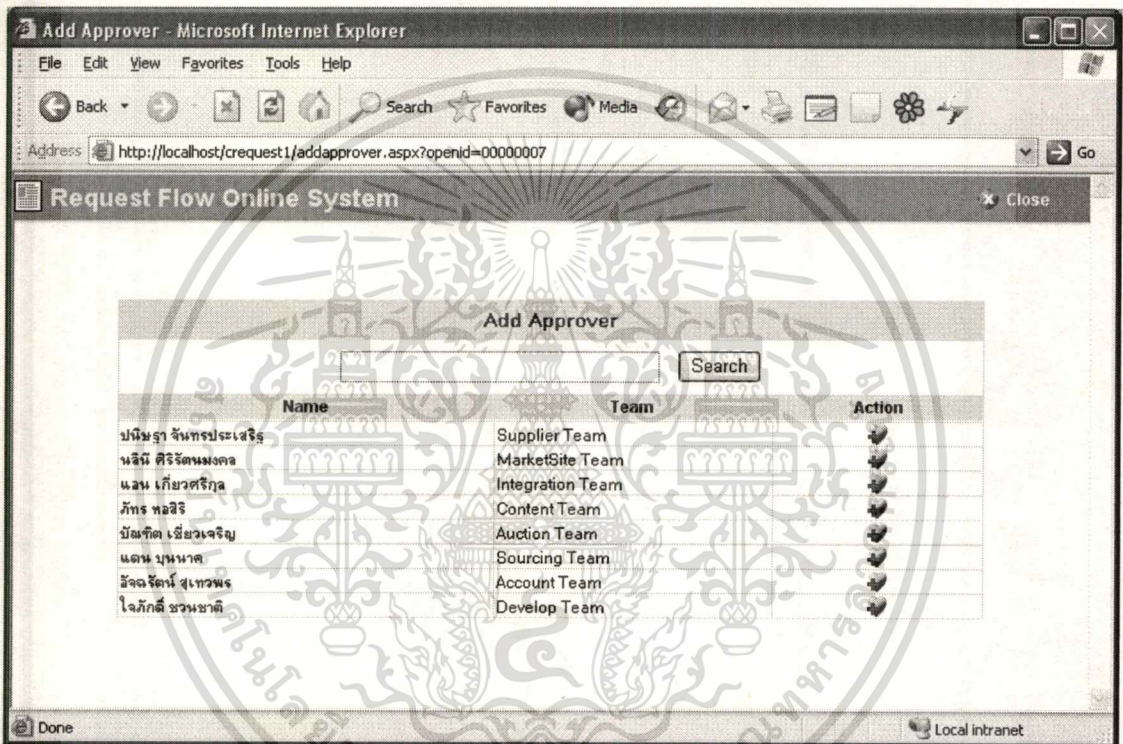 Add Approver - Microsoft Internet Explorer
File Edit View Favorites Tools Help
Back Search Favorites Media
Address http://localhost/crequest1/addapprover.aspx?openid=00000007 Go
Request Flow Online System Close
Add Approver
Search
Name Team Action
ปนิษฐา จันทรประเสริฐ Supplier Team
นลินี ศิริรัตนมงคล MarketSite Team
แอน เกียวศรีกุล Integration Team
ภัทร หอสิริ Content Team
บัณฑิต เชี่ยวเจริญ Auction Team
แดน บุนนาค Sourcing Team
อัจฉรัตน์ สุเทวพร Account Team
ใจภักดิ์ ชวนชาติ Develop Team
Done Local intranet